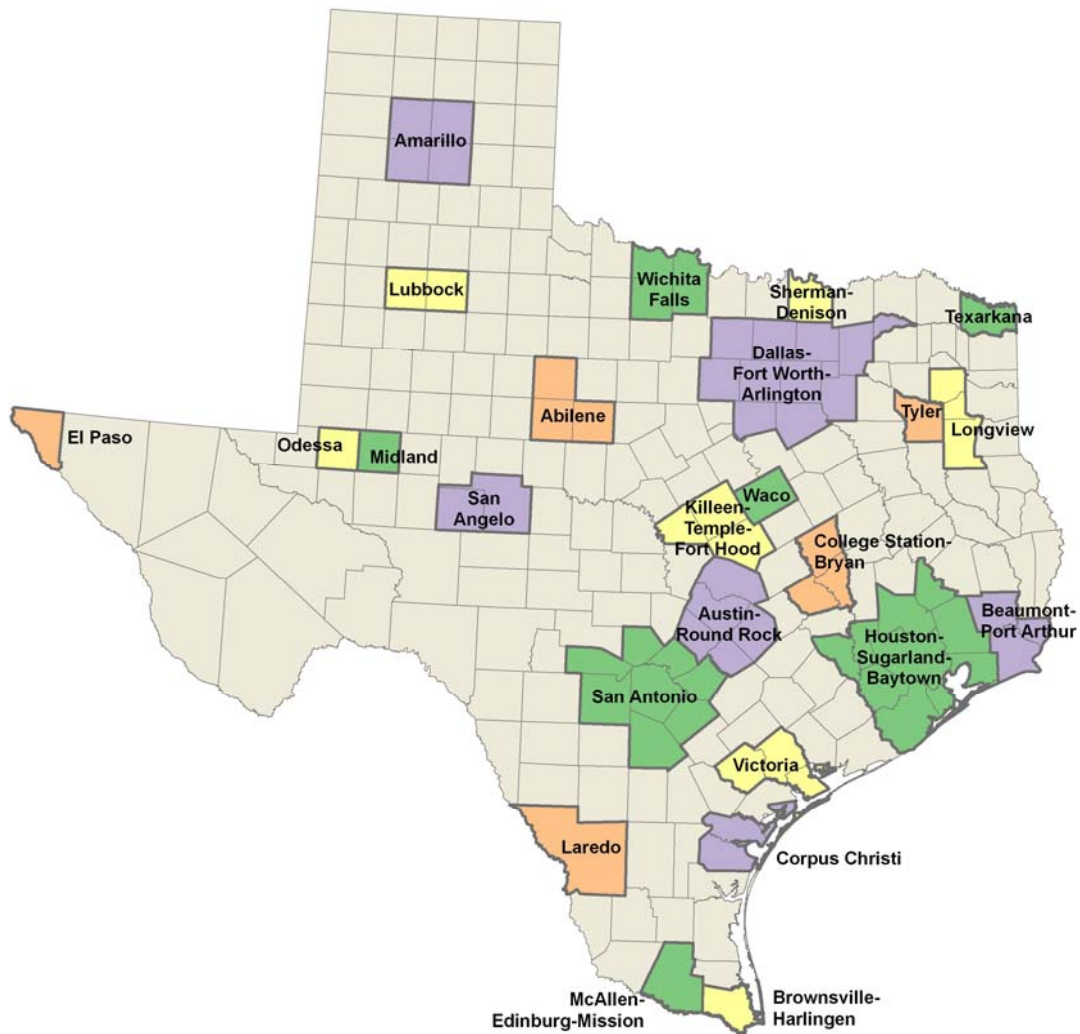 Amarillo
Lubbock
Wichita
Falls
Sherman-
Denison
Texarkana
Dallas-
Fort Worth-
Arlington
Abilene
Tyler
Longview
El Paso
Odessa
Midland
San
Angelo
Waco
Killeen-
Temple-
Fort Hood
College Station-
Bryan
Austin-
Round Rock
Beaumont-
Port Arthur
Houston-
Sugarland-
Baytown
San Antonio
Victoria
Laredo
Corpus Christi
McAllen-
Edinburg-Mission
Brownsville-
Harlingen